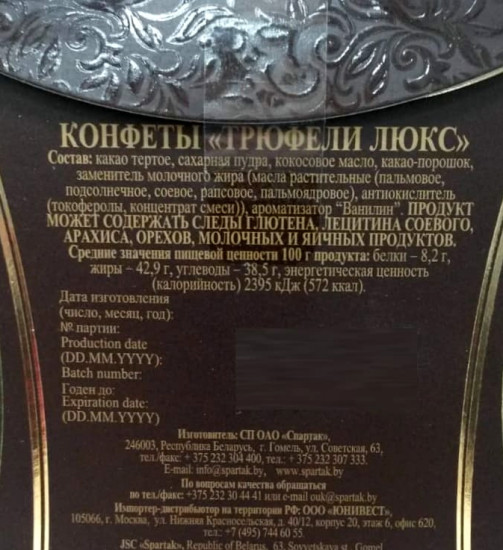 КОНФЕТЫ «ТРЮФЕЛИ ЛЮКС»
Состав: какао тертое, сахарная пудра, кокосовое масло, какао-порошок,
заменитель молочного жира (масла растительные (пальмовое,
подсолнечное, соевое, рапсовое, пальмоядровое), антиокислитель
(токоферолы, концентрат смеси)), ароматизатор "Ванилин". ПРОДУКТ
МОЖЕТ СОДЕРЖАТЬ СЛЕДЫ ГЛЮТЕНА, ЛЕЦИТИНА СОЕВОГО,
АРАХИСА, ОРЕХОВ, МОЛОЧНЫХ И ЯИЧНЫХ ПРОДУКТОВ.
Средние значения пищевой ценности 100 г продукта: белки – 8,2 г,
жиры – 42,9 г, углеводы – 38,5 г, энергетическая ценность
(калорийность) 2395 кДж (572 ккал).
Дата изготовления
(число, месяц, год):
№ партии:
Production date
(DD.MM.YYYY):
Batch number:
Годен до:
Expiration date:
(DD.MM.YYYY)
Изготовитель: СП ОАО «Спартак»,
246003, Республика Беларусь, г. Гомель, ул. Советская, 63,
тел./факс: + 375 232 304 400, тел.: + 375 232 307 333.
E-mail: info@spartak.by, www.spartak.by
По вопросам качества обращаться
по тел./факс: +375 232 30 44 41 или e-mail ouk@spartak.by
Импортер-дистрибьютор на территории РФ: ООО «ЮНИВЕСТ»,
105066, г. Москва, ул. Нижняя Красносельская, д. 40/12, корпус 20, этаж 6, офис 620,
тел.: +7 (495) 744 60 55.
JSC «Spartak», Republic of Belarus, 63, Sovyetskaya st., Gomel